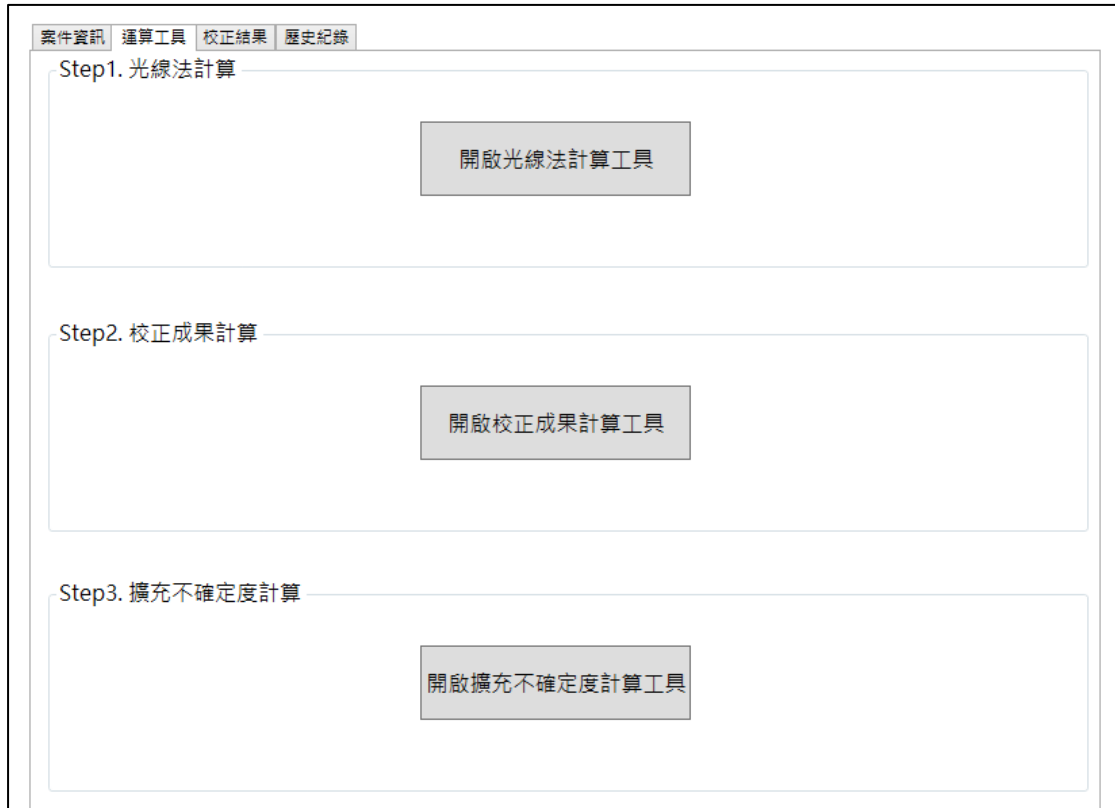 案件資訊 運算工具 校正結果 歷史紀錄
Step1. 光線法計算
開啟光線法計算工具
Step2. 校正成果計算
開啟校正成果計算工具
Step3. 擴充不確定度計算
開啟擴充不確定度計算工具